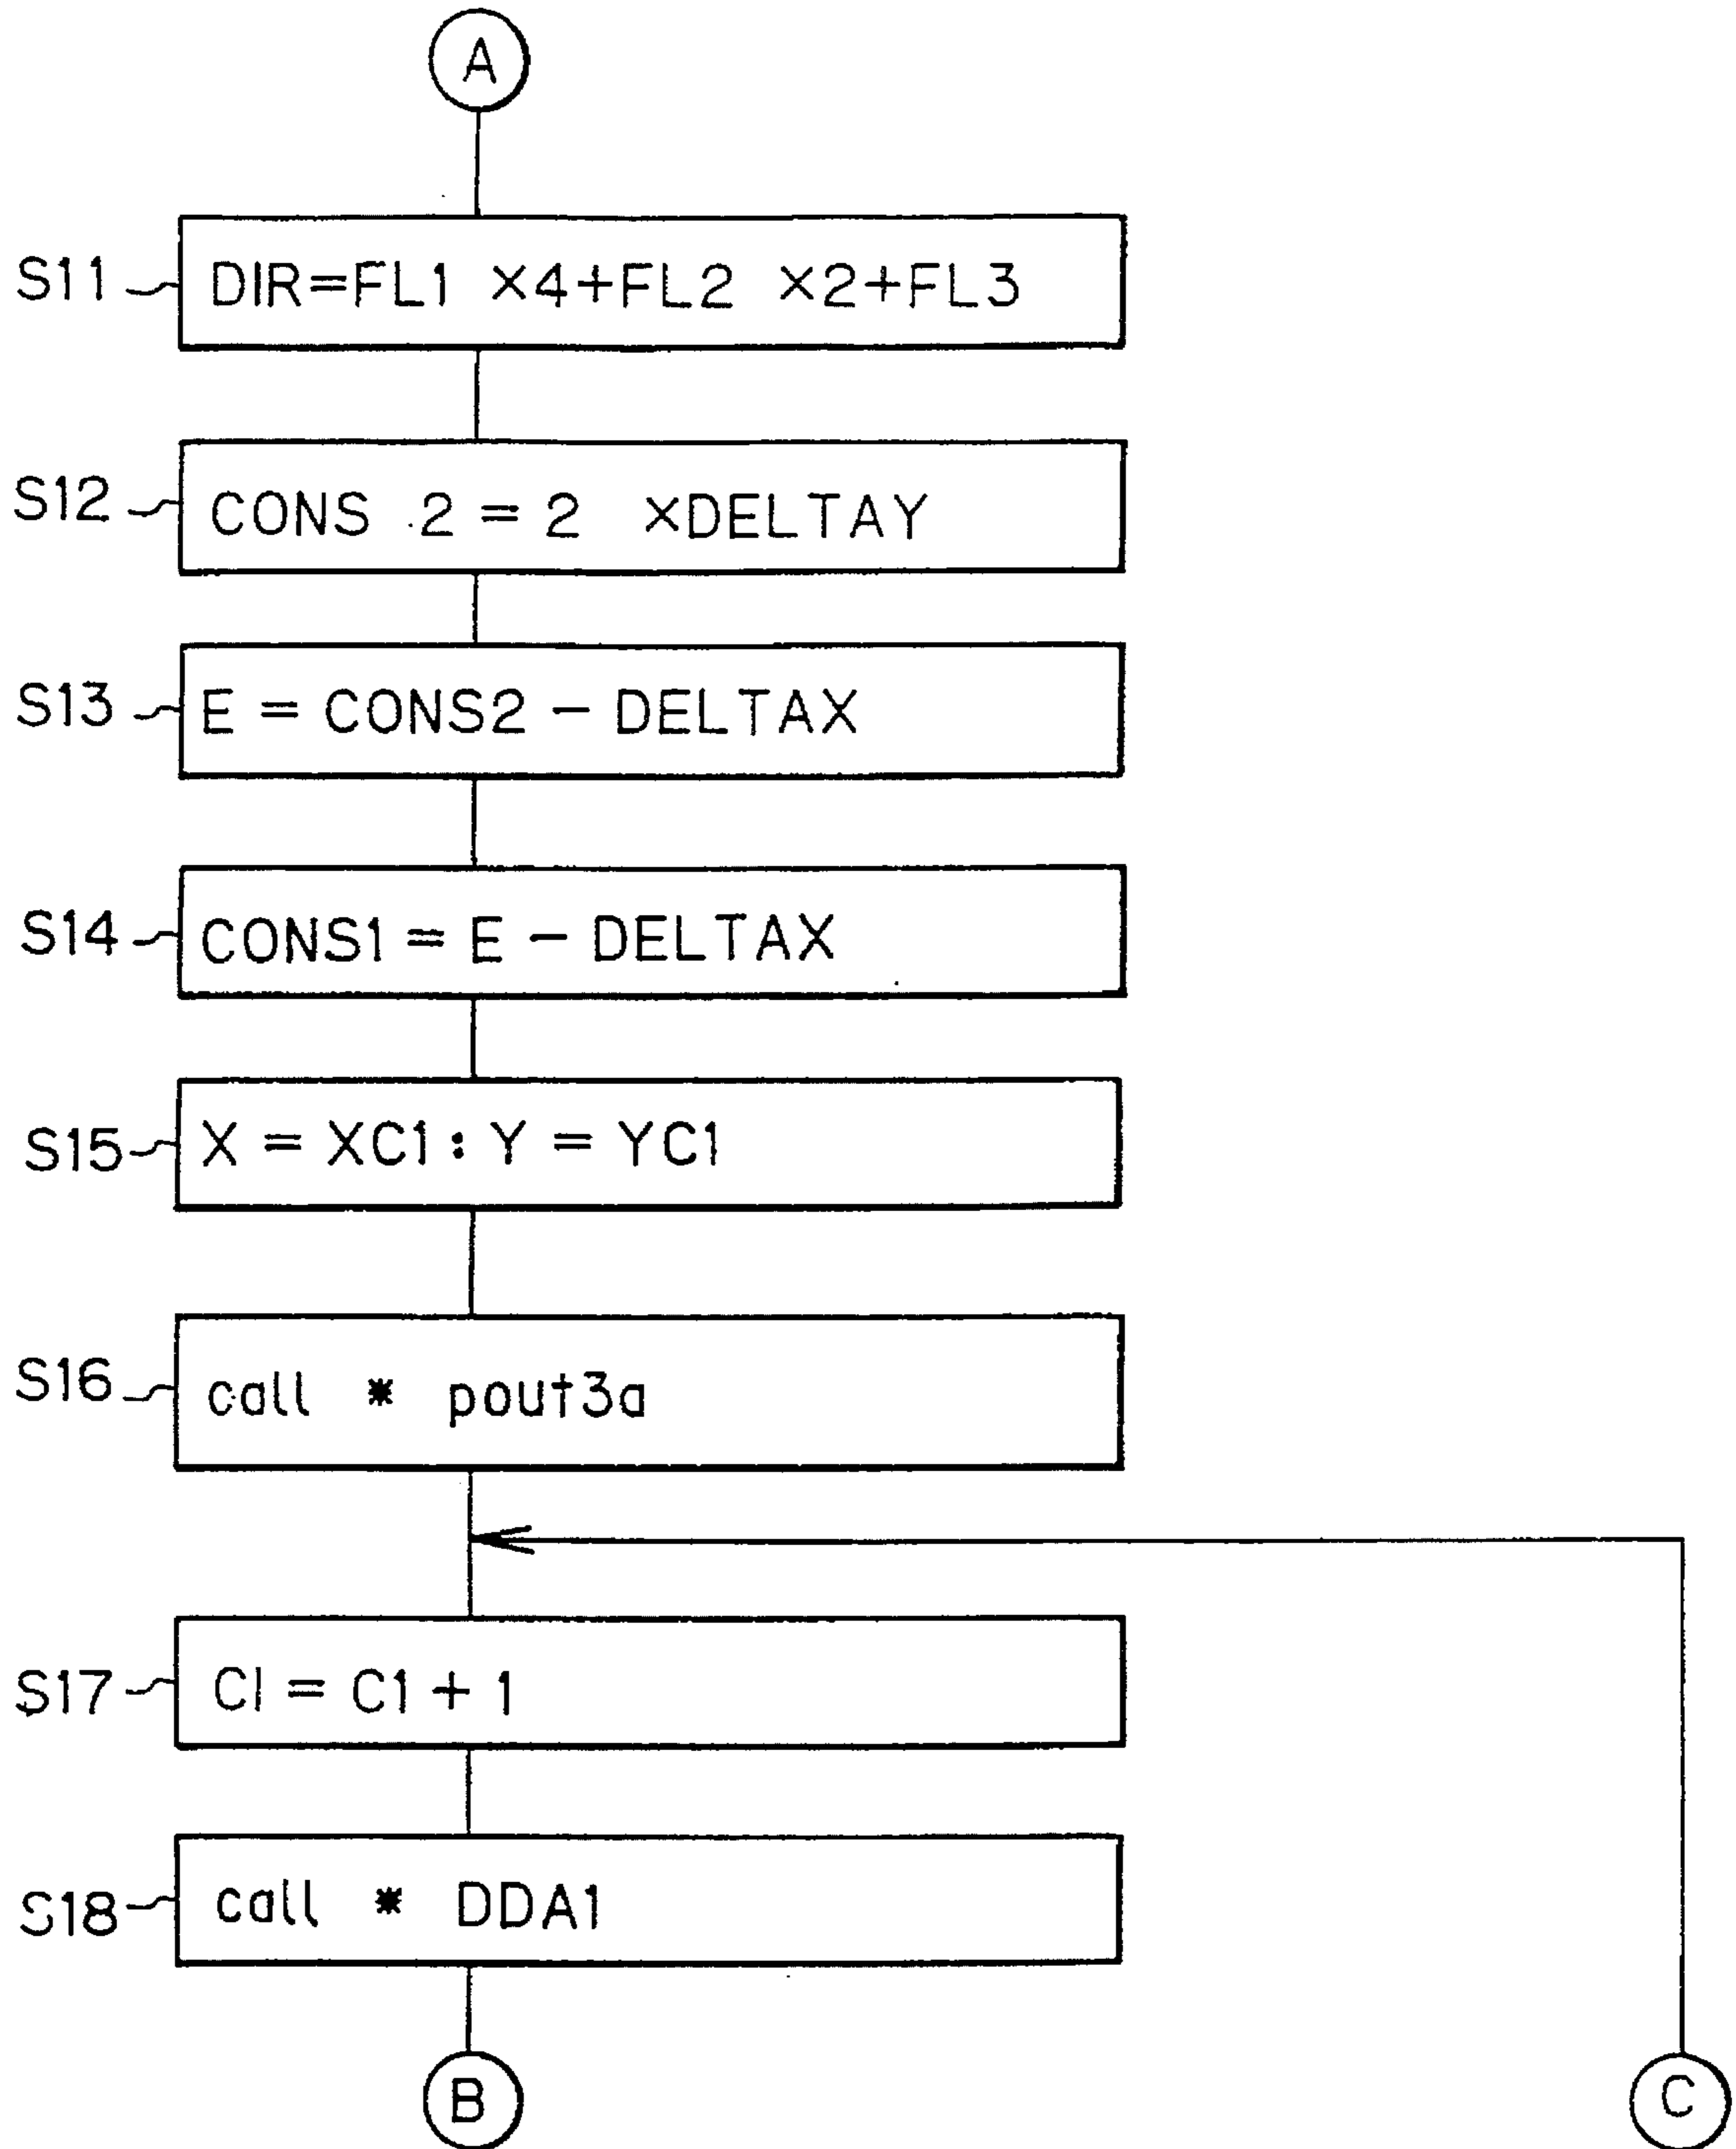 A
S11 DIR=FL1 ×4+FL2 ×2+FL3
S12 CONS 2 = 2 ×DELTAY
S13 E = CONS2 - DELTAX
S14 CONS1 = E - DELTAX
S15 X = XC1 : Y = YC1
S16 call * pout3a
S17 CI = C1 + 1
S18 call * DDA1
B C